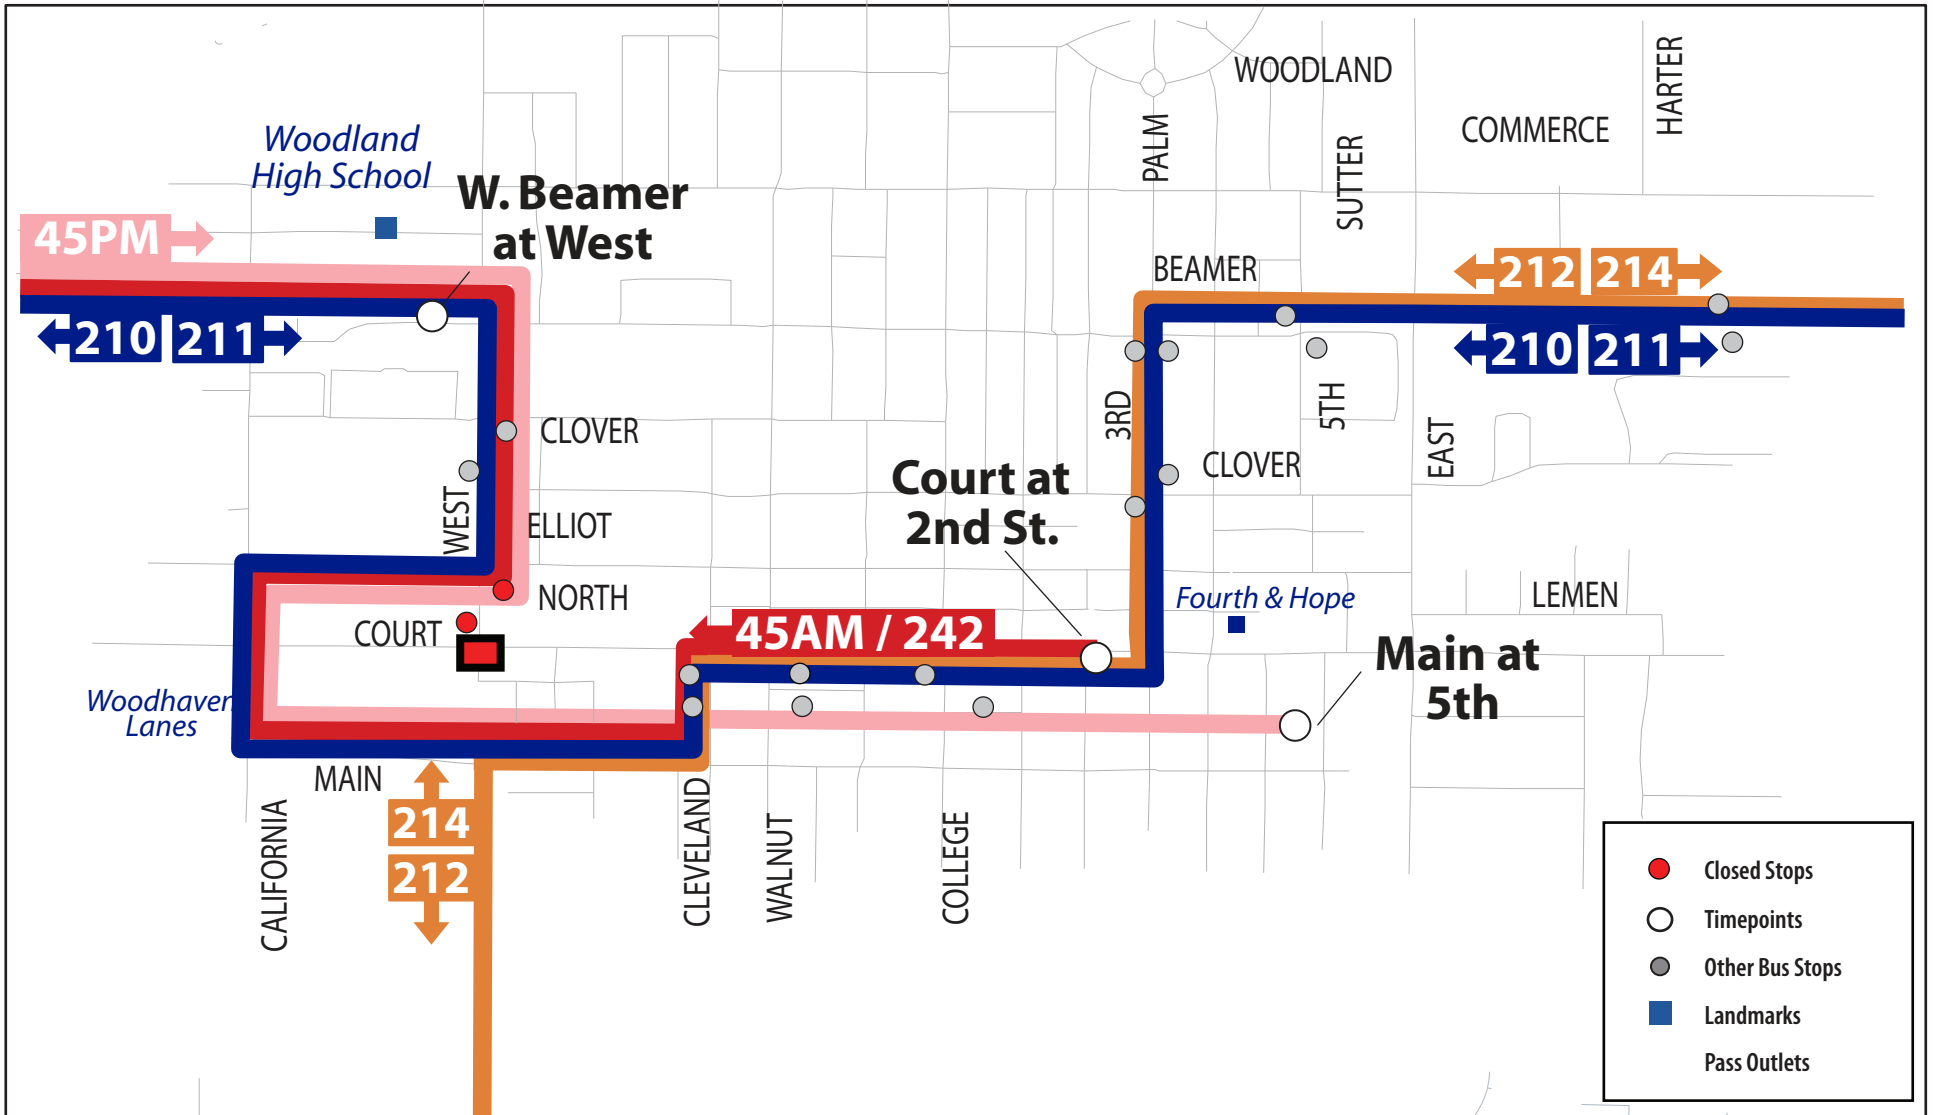 WOODLAND
HARTER
COMMERCE
PALM
SUTTER
Woodland
High School
W. Beamer
at West
45PM
BEAMER
212 214
210 211
210 211
CLOVER
3RD
5TH
EAST
CLOVER
Court at
2nd St.
WEST
ELLIOT
NORTH
Fourth & Hope
LEMEN
COURT
45AM / 242
Main at
5th
Woodhaven
Lanes
MAIN
214
212
CALIFORNIA
CLEVELAND
WALNUT
COLLEGE
Closed Stops
Timepoints
Other Bus Stops
Landmarks
Pass Outlets